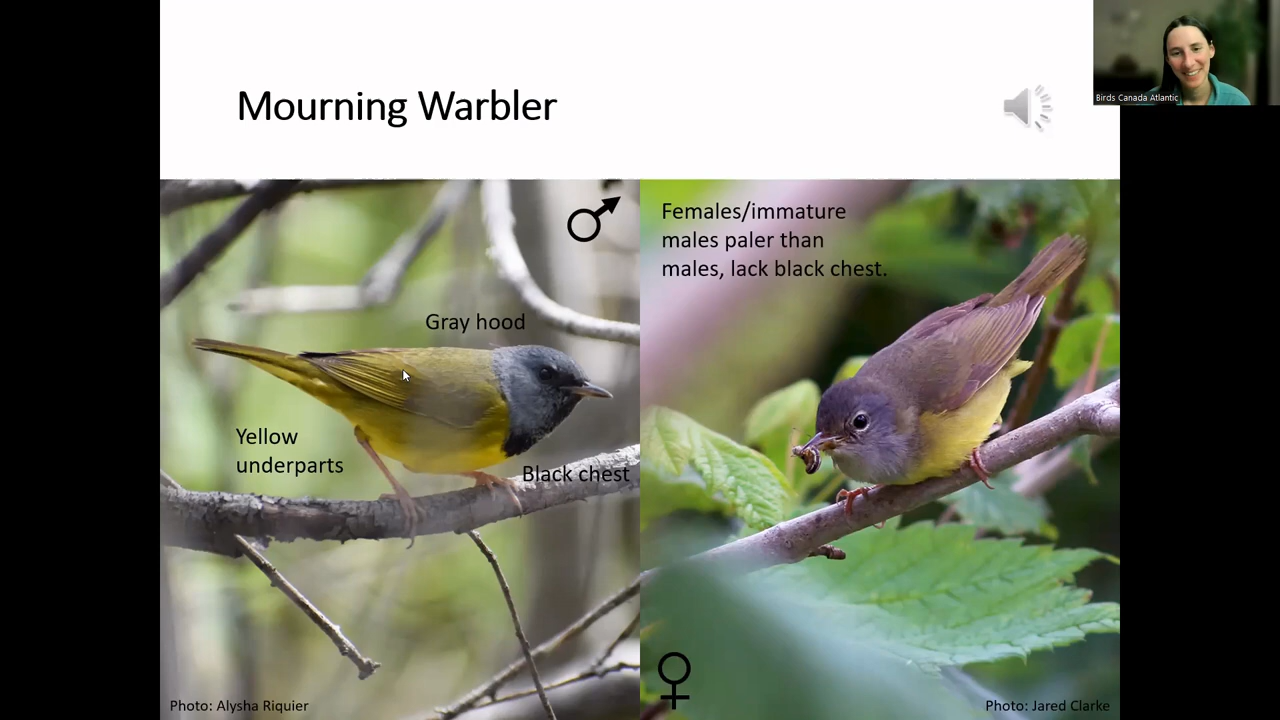 Mourning Warbler
Birds Canada Atlantic
Females/immature
males paler than
males, lack black chest.
Gray hood
Yellow
underparts
Black chest
Photo: Alysha Riquier
Photo: Jared Clarke